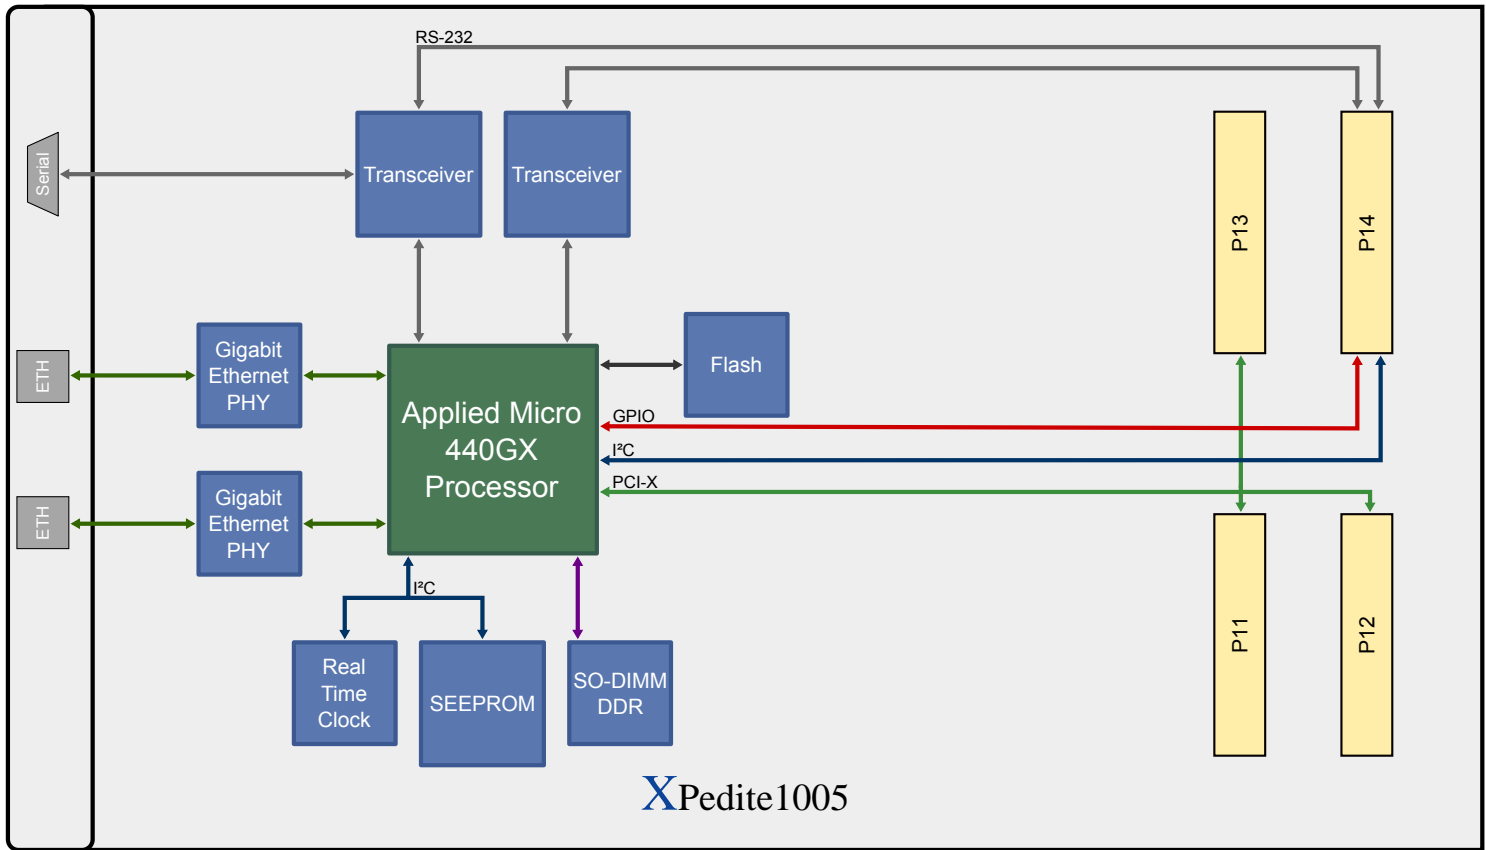 RS-232
Serial
Transceiver
Transceiver
P13
P14
ETH
Gigabit
Ethernet
PHY
Flash
Applied Micro
440GX
Processor
GPIO
I²C
PCI-X
ETH
Gigabit
Ethernet
PHY
I²C
P11
P12
Real
Time
Clock
SEEPROM
SO-DIMM
DDR
XPedite1005